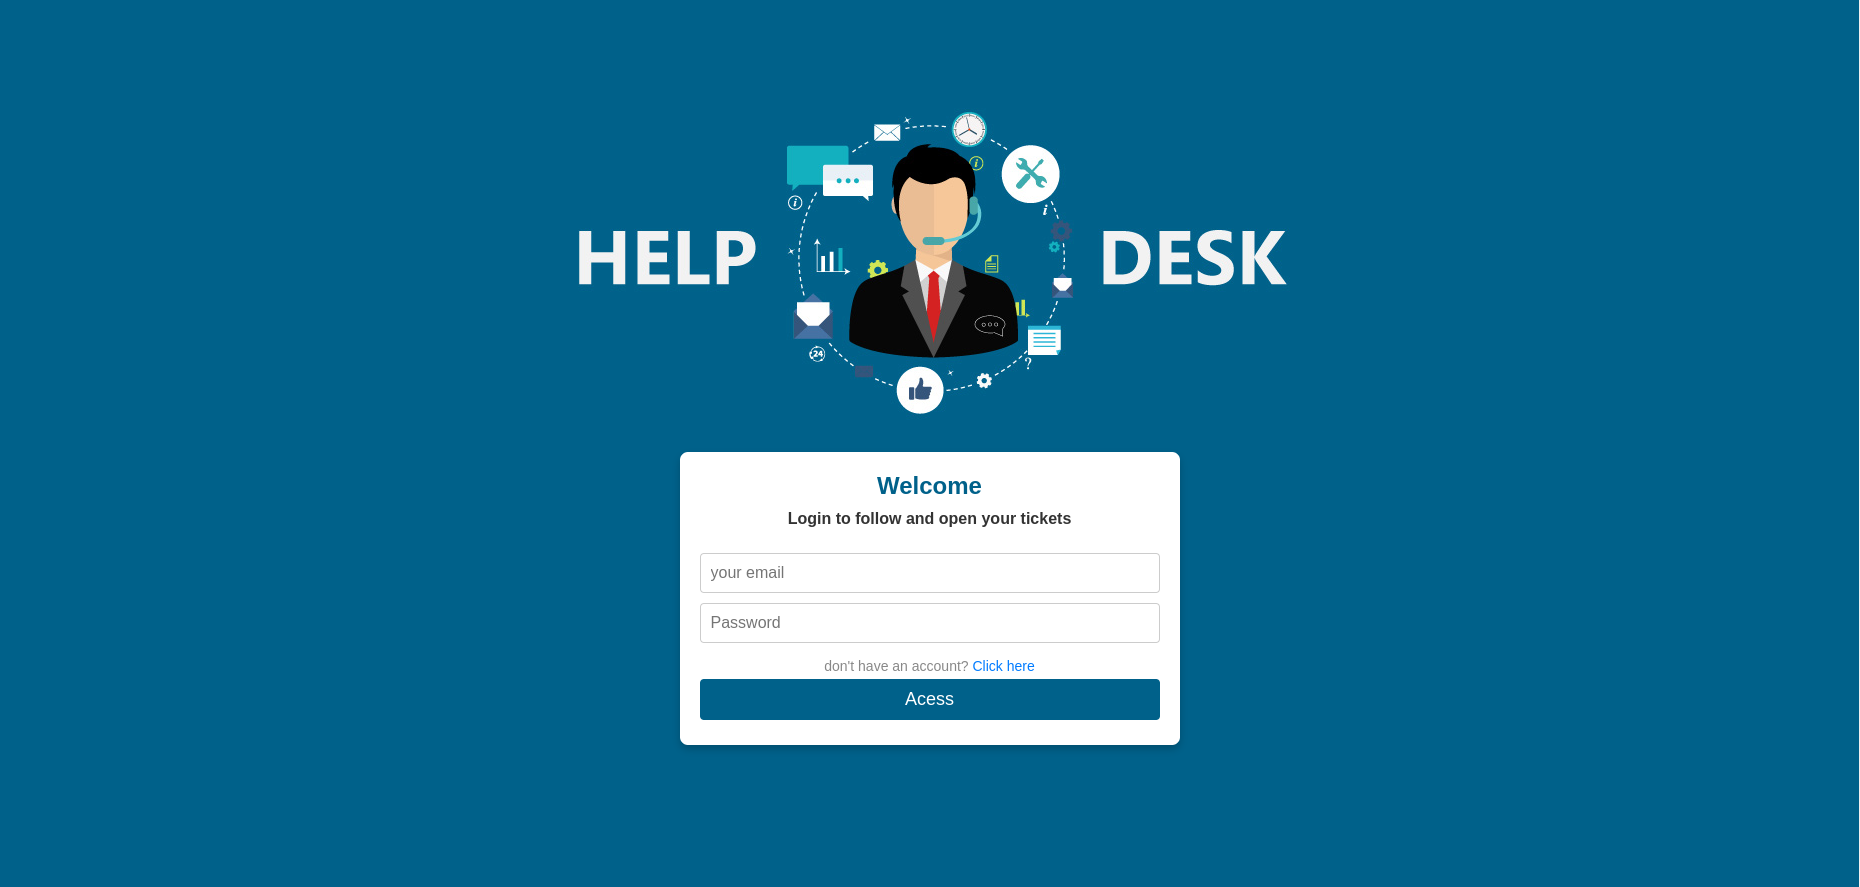 HELP DESK
24
Welcome
Login to follow and open your tickets
your email
Password
don't have an account? Click here
Acess